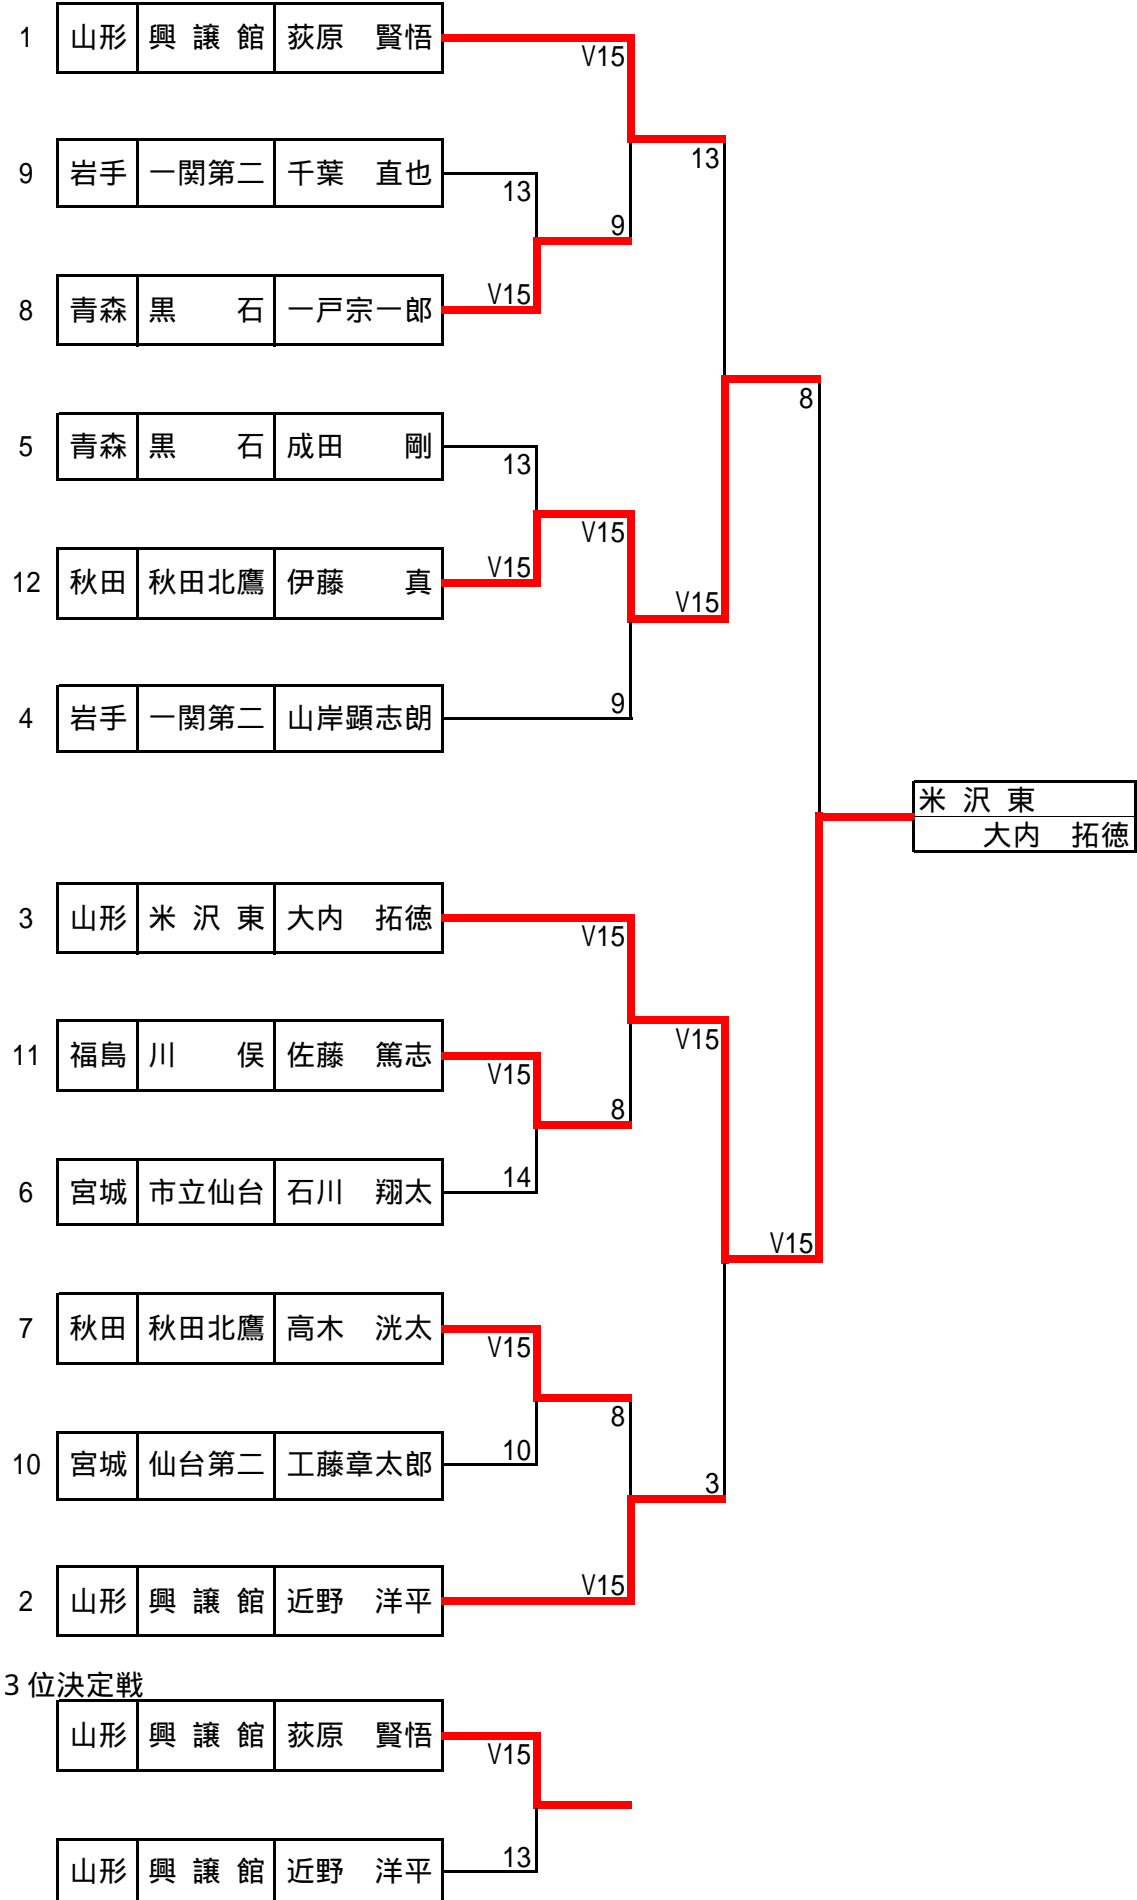 1 山形 興 譲 館 荻原 賢悟
V15
13
9 岩手 一関第二 千葉 直也
13
9
8 青森 黒 石 一戸宗一郎
V15
8
5 青森 黒 石 成田 剛
13
V15
12 秋田 秋田北鷹 伊藤 真
V15
V15
4 岩手 一関第二 山岸顕志朗
9
米 沢 東
大内 拓徳
3 山形 米 沢 東 大内 拓徳
V15
V15
11 福島 川 俣 佐藤 篤志
V15
8
6 宮城 市立仙台 石川 翔太
14
V15
7 秋田 秋田北鷹 高木 洸太
V15
8
10 宮城 仙台第二 工藤章太郎
10
3
2 山形 興 譲 館 近野 洋平
V15
3 位決定戦
山形 興 譲 館 荻原 賢悟
V15
山形 興 譲 館 近野 洋平
13